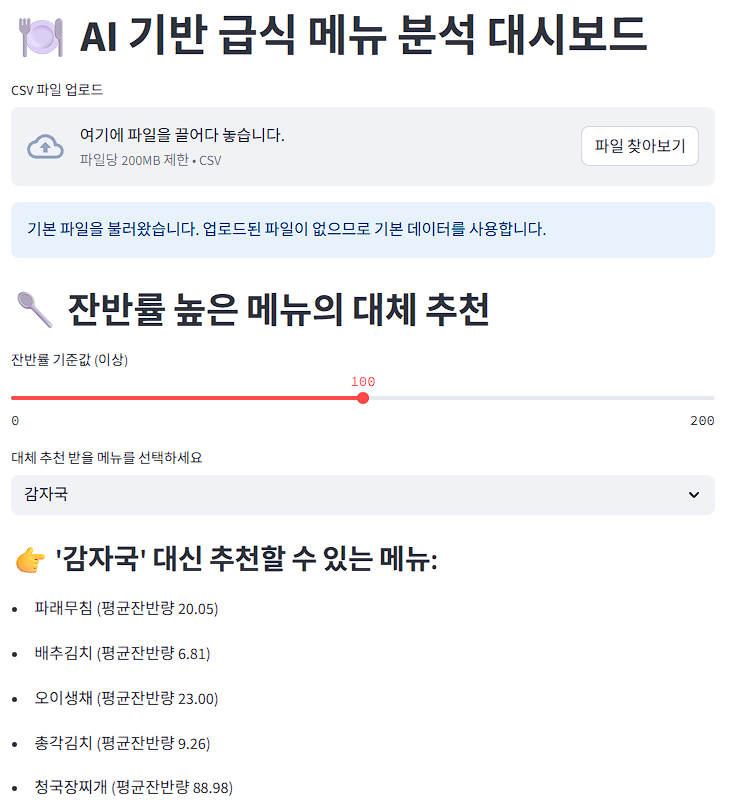 AI 기반 급식 메뉴 분석 대시보드
CSV 파일 업로드
여기에 파일을 끌어다 놓습니다.
파일당 200MB 제한 • CSV
파일 찾아보기
기본 파일을 불러왔습니다. 업로드된 파일이 없으므로 기본 데이터를 사용합니다.
잔반률 높은 메뉴의 대체 추천
잔반률 기준값 (이상)
100
0
200
대체 추천 받을 메뉴를 선택하세요
감자국
'감자국' 대신 추천할 수 있는 메뉴:
• 파래무침 (평균잔반량 20.05)
• 배추김치 (평균잔반량 6.81)
• 오이생채 (평균잔반량 23.00)
• 총각김치 (평균잔반량 9.26)
• 청국장찌개 (평균잔반량 88.98)